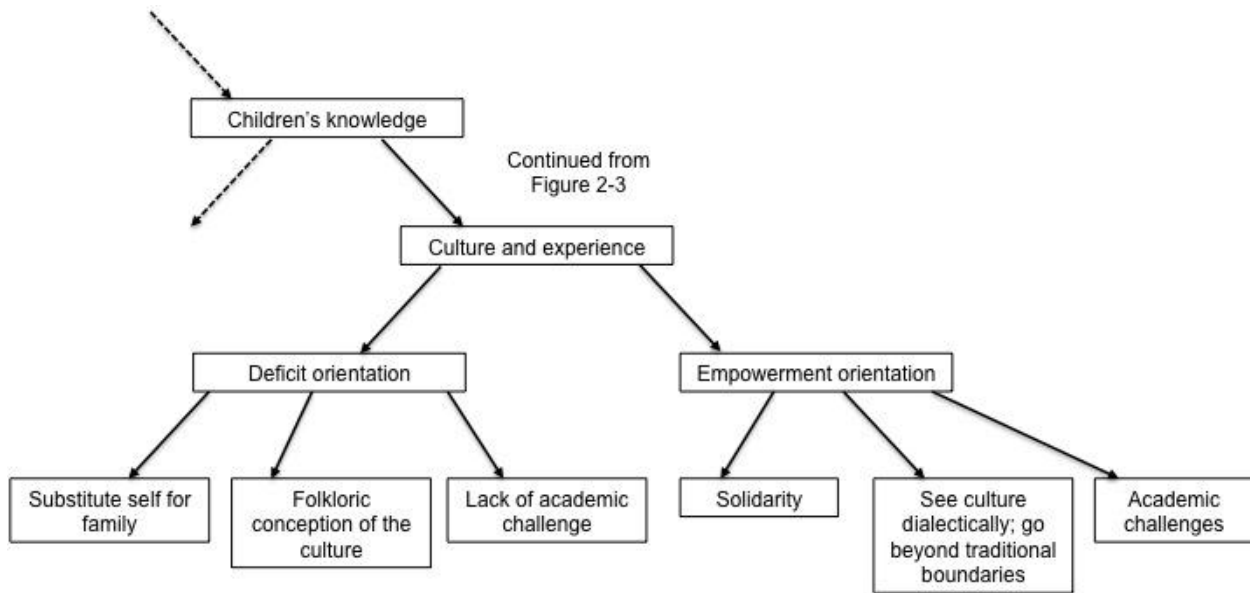 Children's knowledge
Continued from
Figure 2-3
Culture and experience
Deficit orientation
Empowerment orientation
Substitute self for
family
Folkloric
conception of the
culture
Lack of academic
challenge
Solidarity
See culture
dialectically; go
beyond traditional
boundaries
Academic
challenges